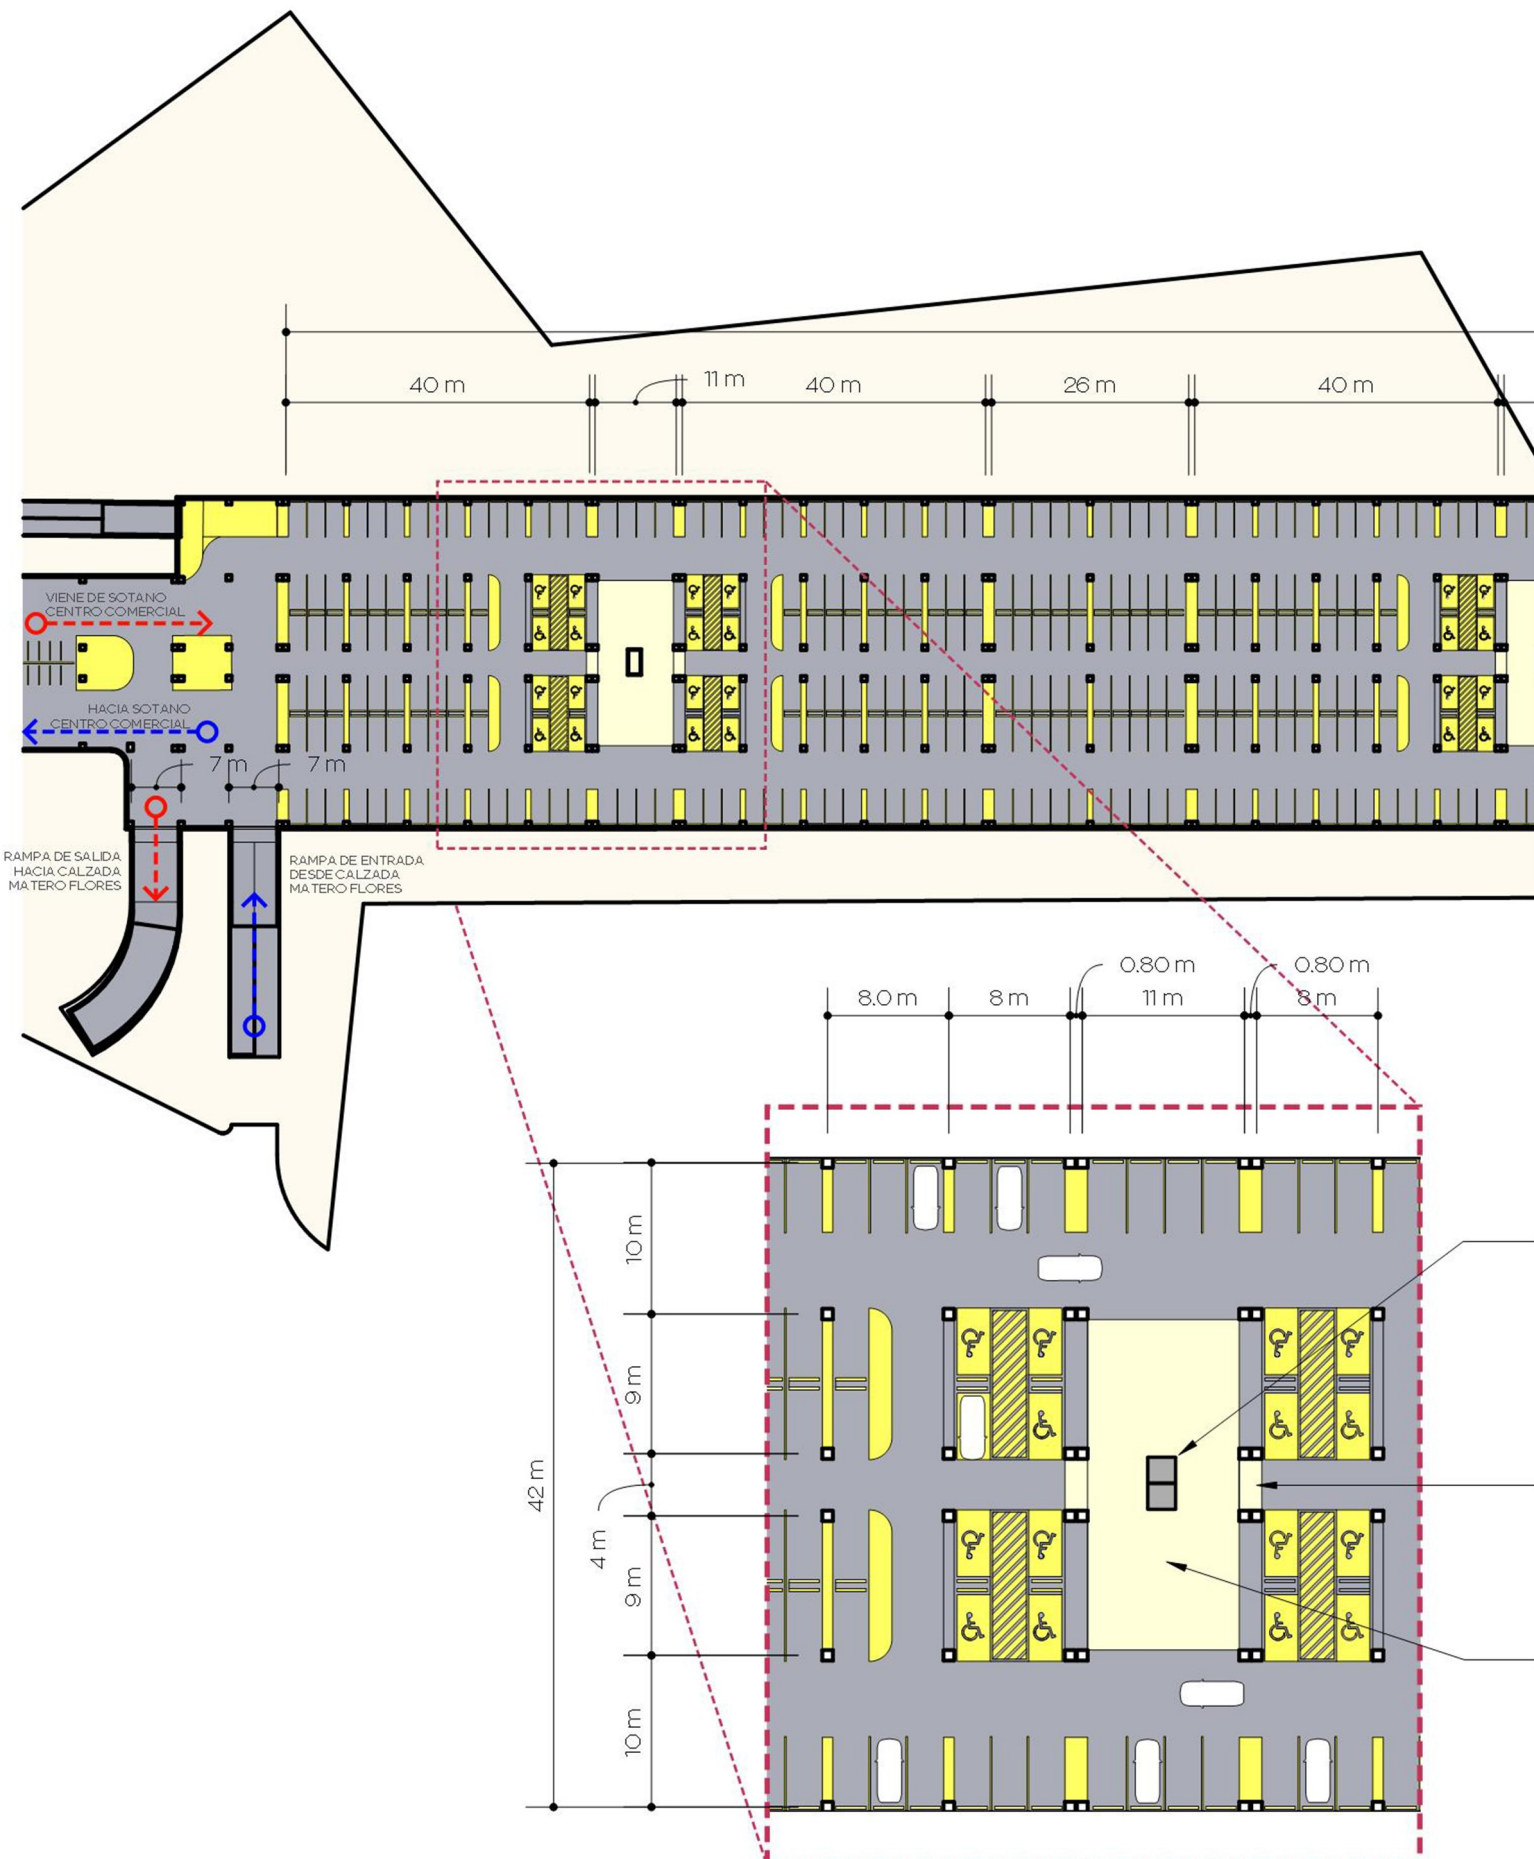 40 m
11 m
40 m
26 m
40 m
VIENE DE SOTANO
CENTRO COMERCIAL
HACIA SOTANO
CENTRO COMERCIAL
7 m
7 m
RAMPA DE SALIDA
HACIA CALZADA
MATERO FLORES
RAMPA DE ENTRADA
DESDE CALZADA
MATERO FLORES
0.80 m
0.80 m
8.0 m
8 m
11 m
8 m
10 m
9 m
42 m
4 m
9 m
10 m